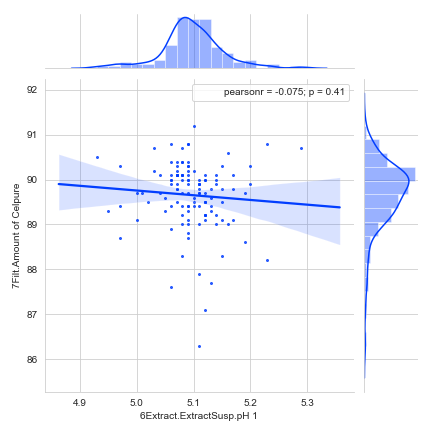 pearsonr = -0.075; p = 0.41
92
91
90
89
88
87
86
7Filt.Amount of Celpure
4.9 5.0 5.1 5.2 5.3
6Extract.ExtractSusp.pH 1